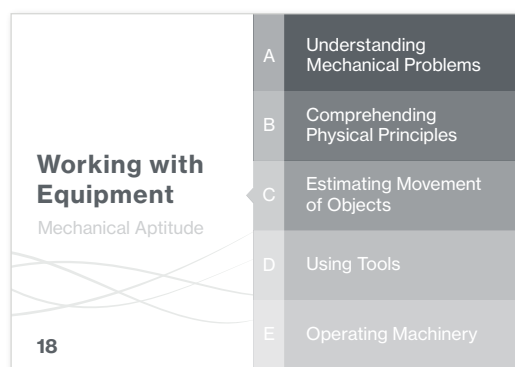 Working with
Equipment
Mechanical Aptitude
18
A
Understanding
Mechanical Problems
B
Comprehending
Physical Principles
C
Estimating Movement
of Objects
D
Using Tools
E
Operating Machinery